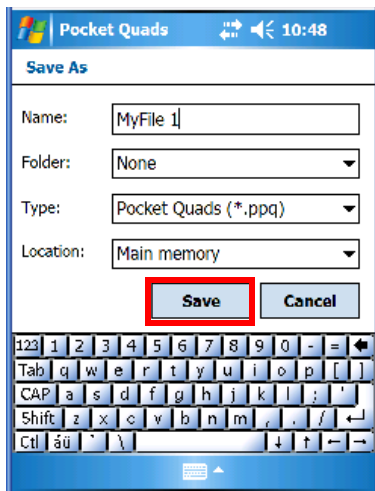 Pocket Quads 10:48
Save As
Name: MyFile 1
Folder: None
Type: Pocket Quads (*.ppq)
Location: Main memory
Save Cancel
123 1 2 3 4 5 6 7 8 9 0 - =
Tab q w e r t y u i o p [ ]
CAP a s d f g h j k l ; '
Shift z x c v b n m , . /
Ctl áü ` \